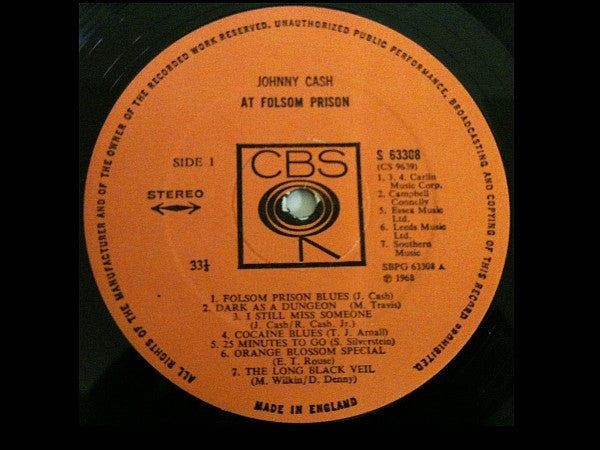 ALL RIGHTS OF THE MANUFACTURER AND OF THE OWNER OF THE RECORDED WORK RESERVED. UNAUTHORIZED PUBLIC PERFORMANCE, BROADCASTING AND COPYING OF THIS RECORD PROHIBITED.
JOHNNY CASH
AT FOLSOM PRISON
SIDE 1
STEREO
33⅓
CBS
S 63308
(CS 9639)
1, 3, 4. Carlin
Music Corp.
2. Campbell
Connelly
5. Essex Music
Ltd.
6. Leeds Music
Ltd.
7. Southern
Music
SBPG 63308 A
℗ 1968
1. FOLSOM PRISON BLUES (J. Cash)
2. DARK AS A DUNGEON (M. Travis)
3. I STILL MISS SOMEONE
(J. Cash/R. Cash, Jr.)
4. COCAINE BLUES (T. J. Arnall)
5. 25 MINUTES TO GO (S. Silverstein)
6. ORANGE BLOSSOM SPECIAL
(E. T. Rouse)
7. THE LONG BLACK VEIL
(M. Wilkin/D. Denny)
MADE IN ENGLAND